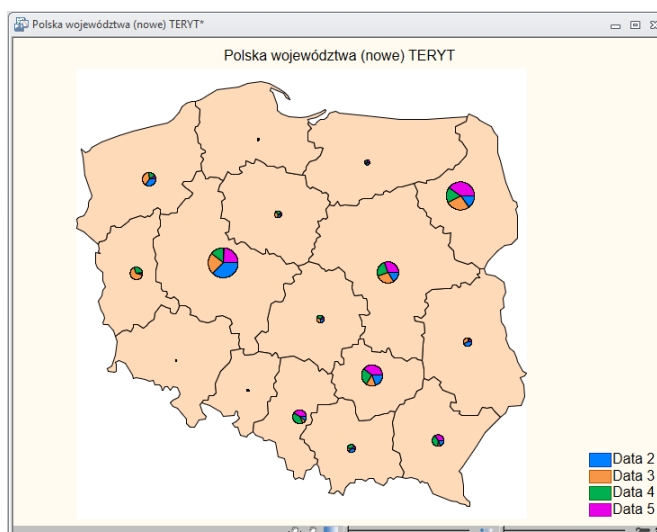 Polska województwa (nowe) TERYT*
Polska województwa (nowe) TERYT
Data 2
Data 3
Data 4
Data 5